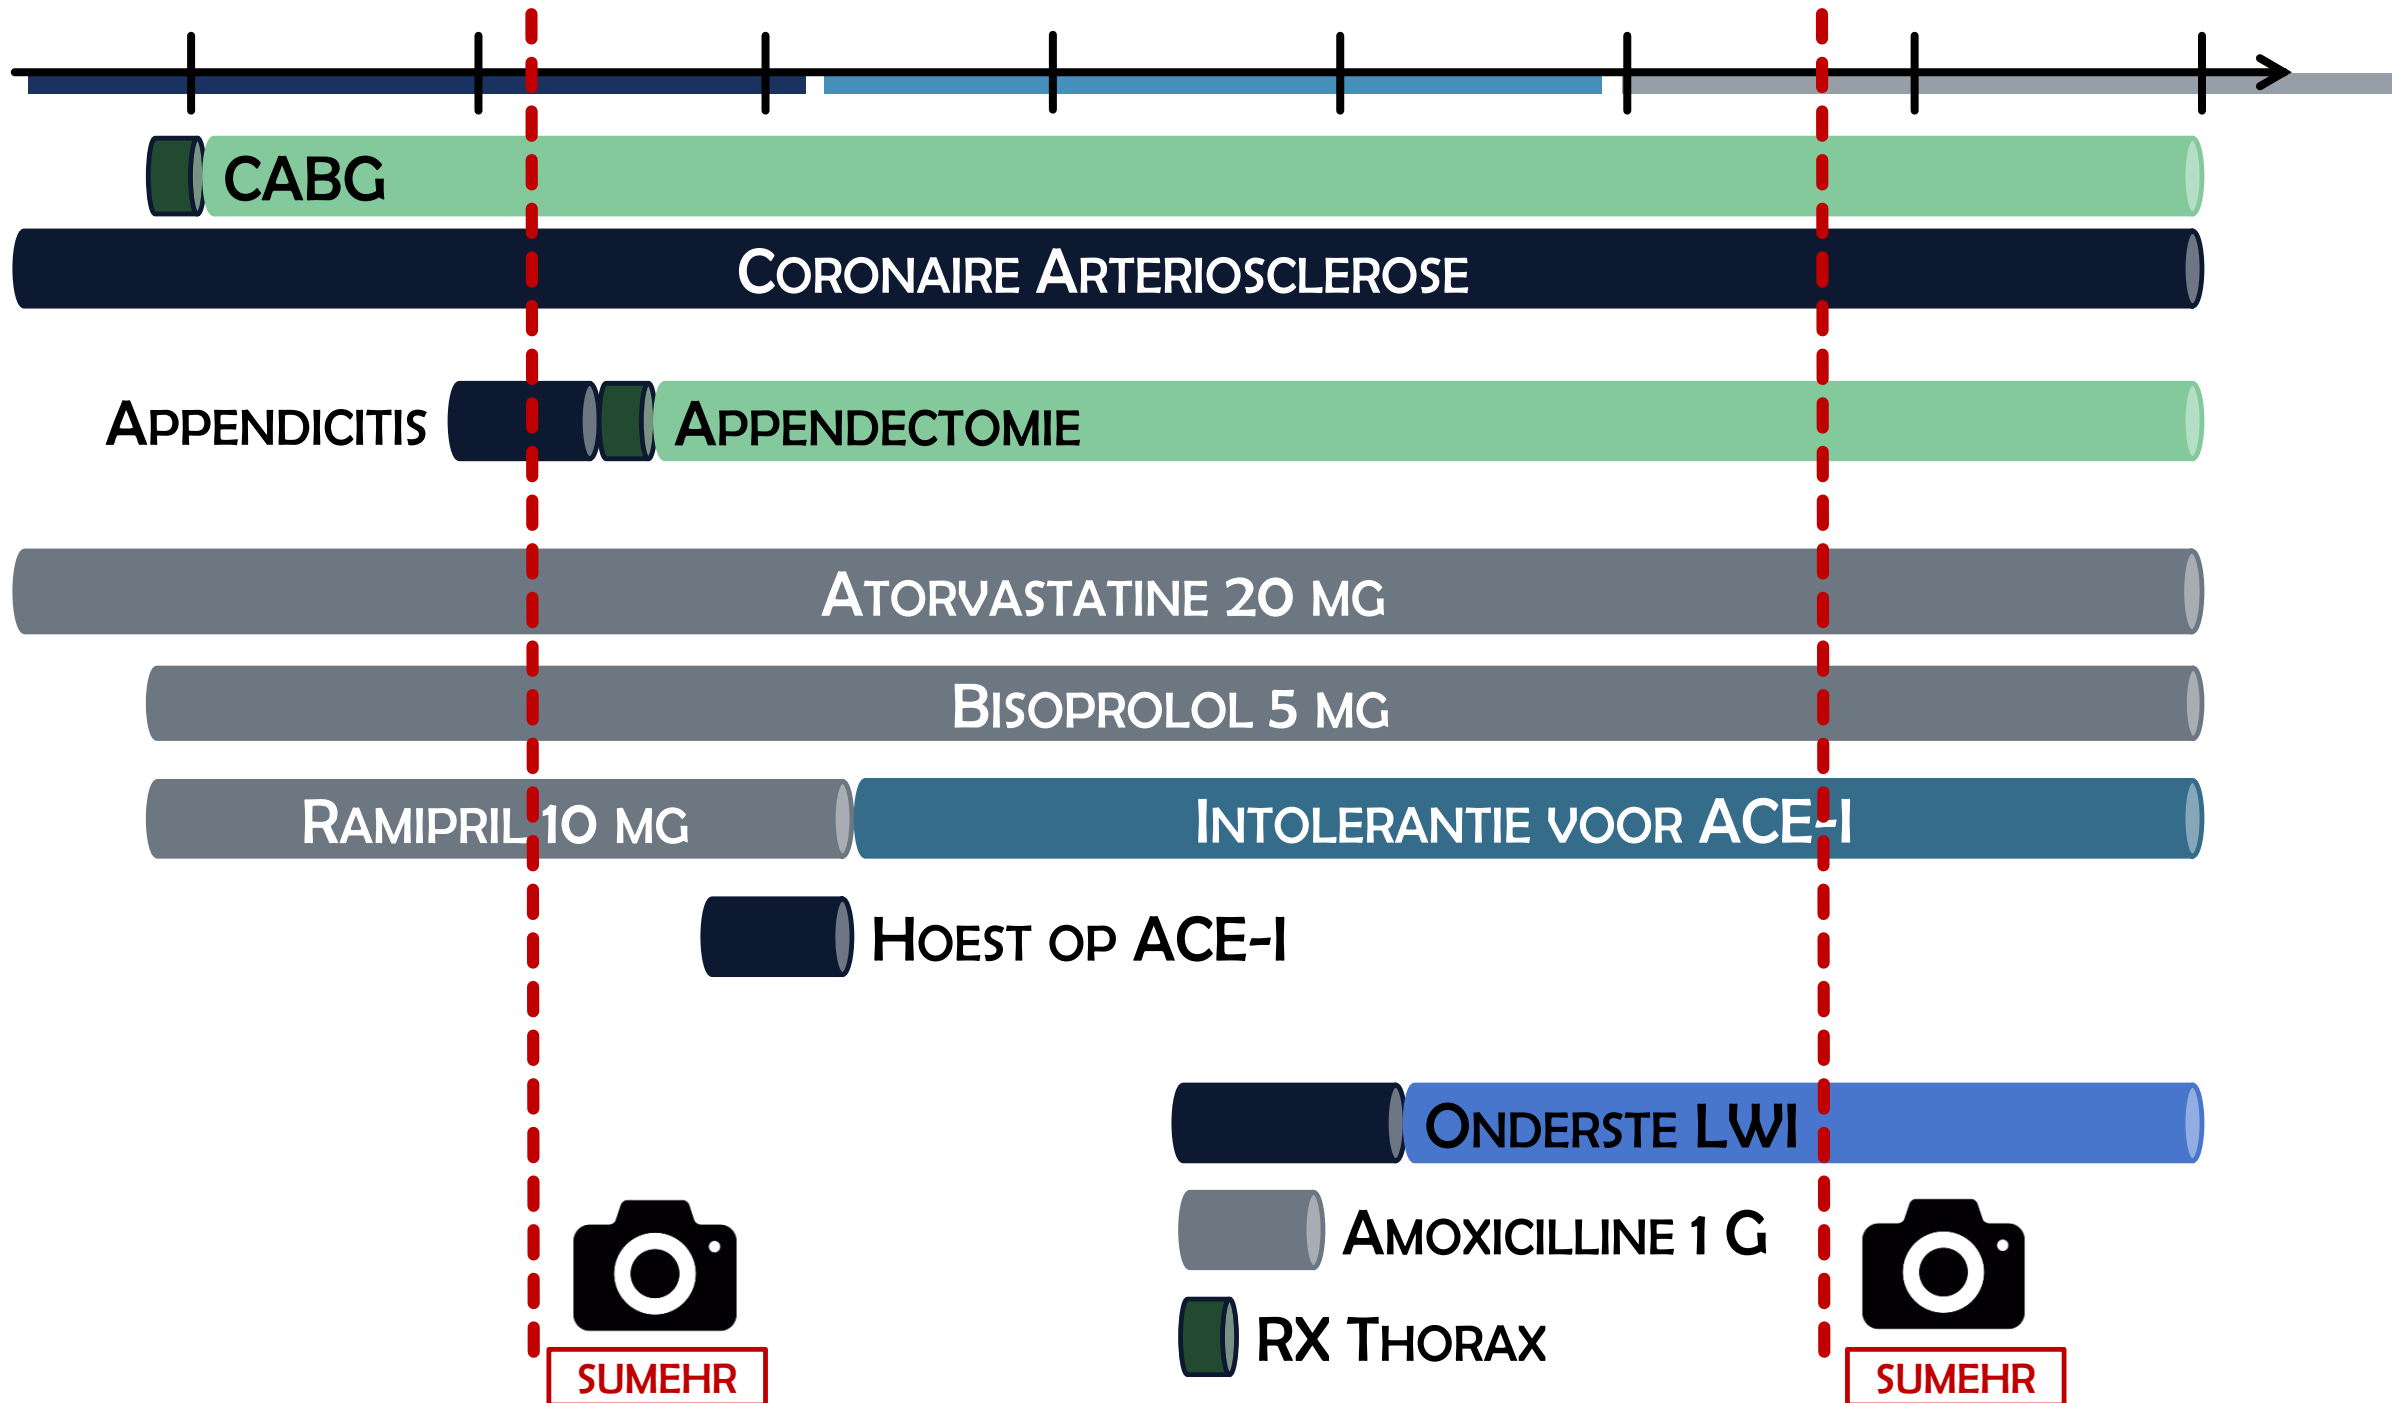 CABG
Coronaire Arteriosclerose
Appendicitis
Appendectomie
Atorvastatine 20 mg
Bisoprolol 5 mg
Ramipril 10 mg
Intolerantie voor ACE-I
Hoest op ACE-I
Onderste LWI
Amoxicilline 1 g
RX Thorax
SUMEHR
SUMEHR